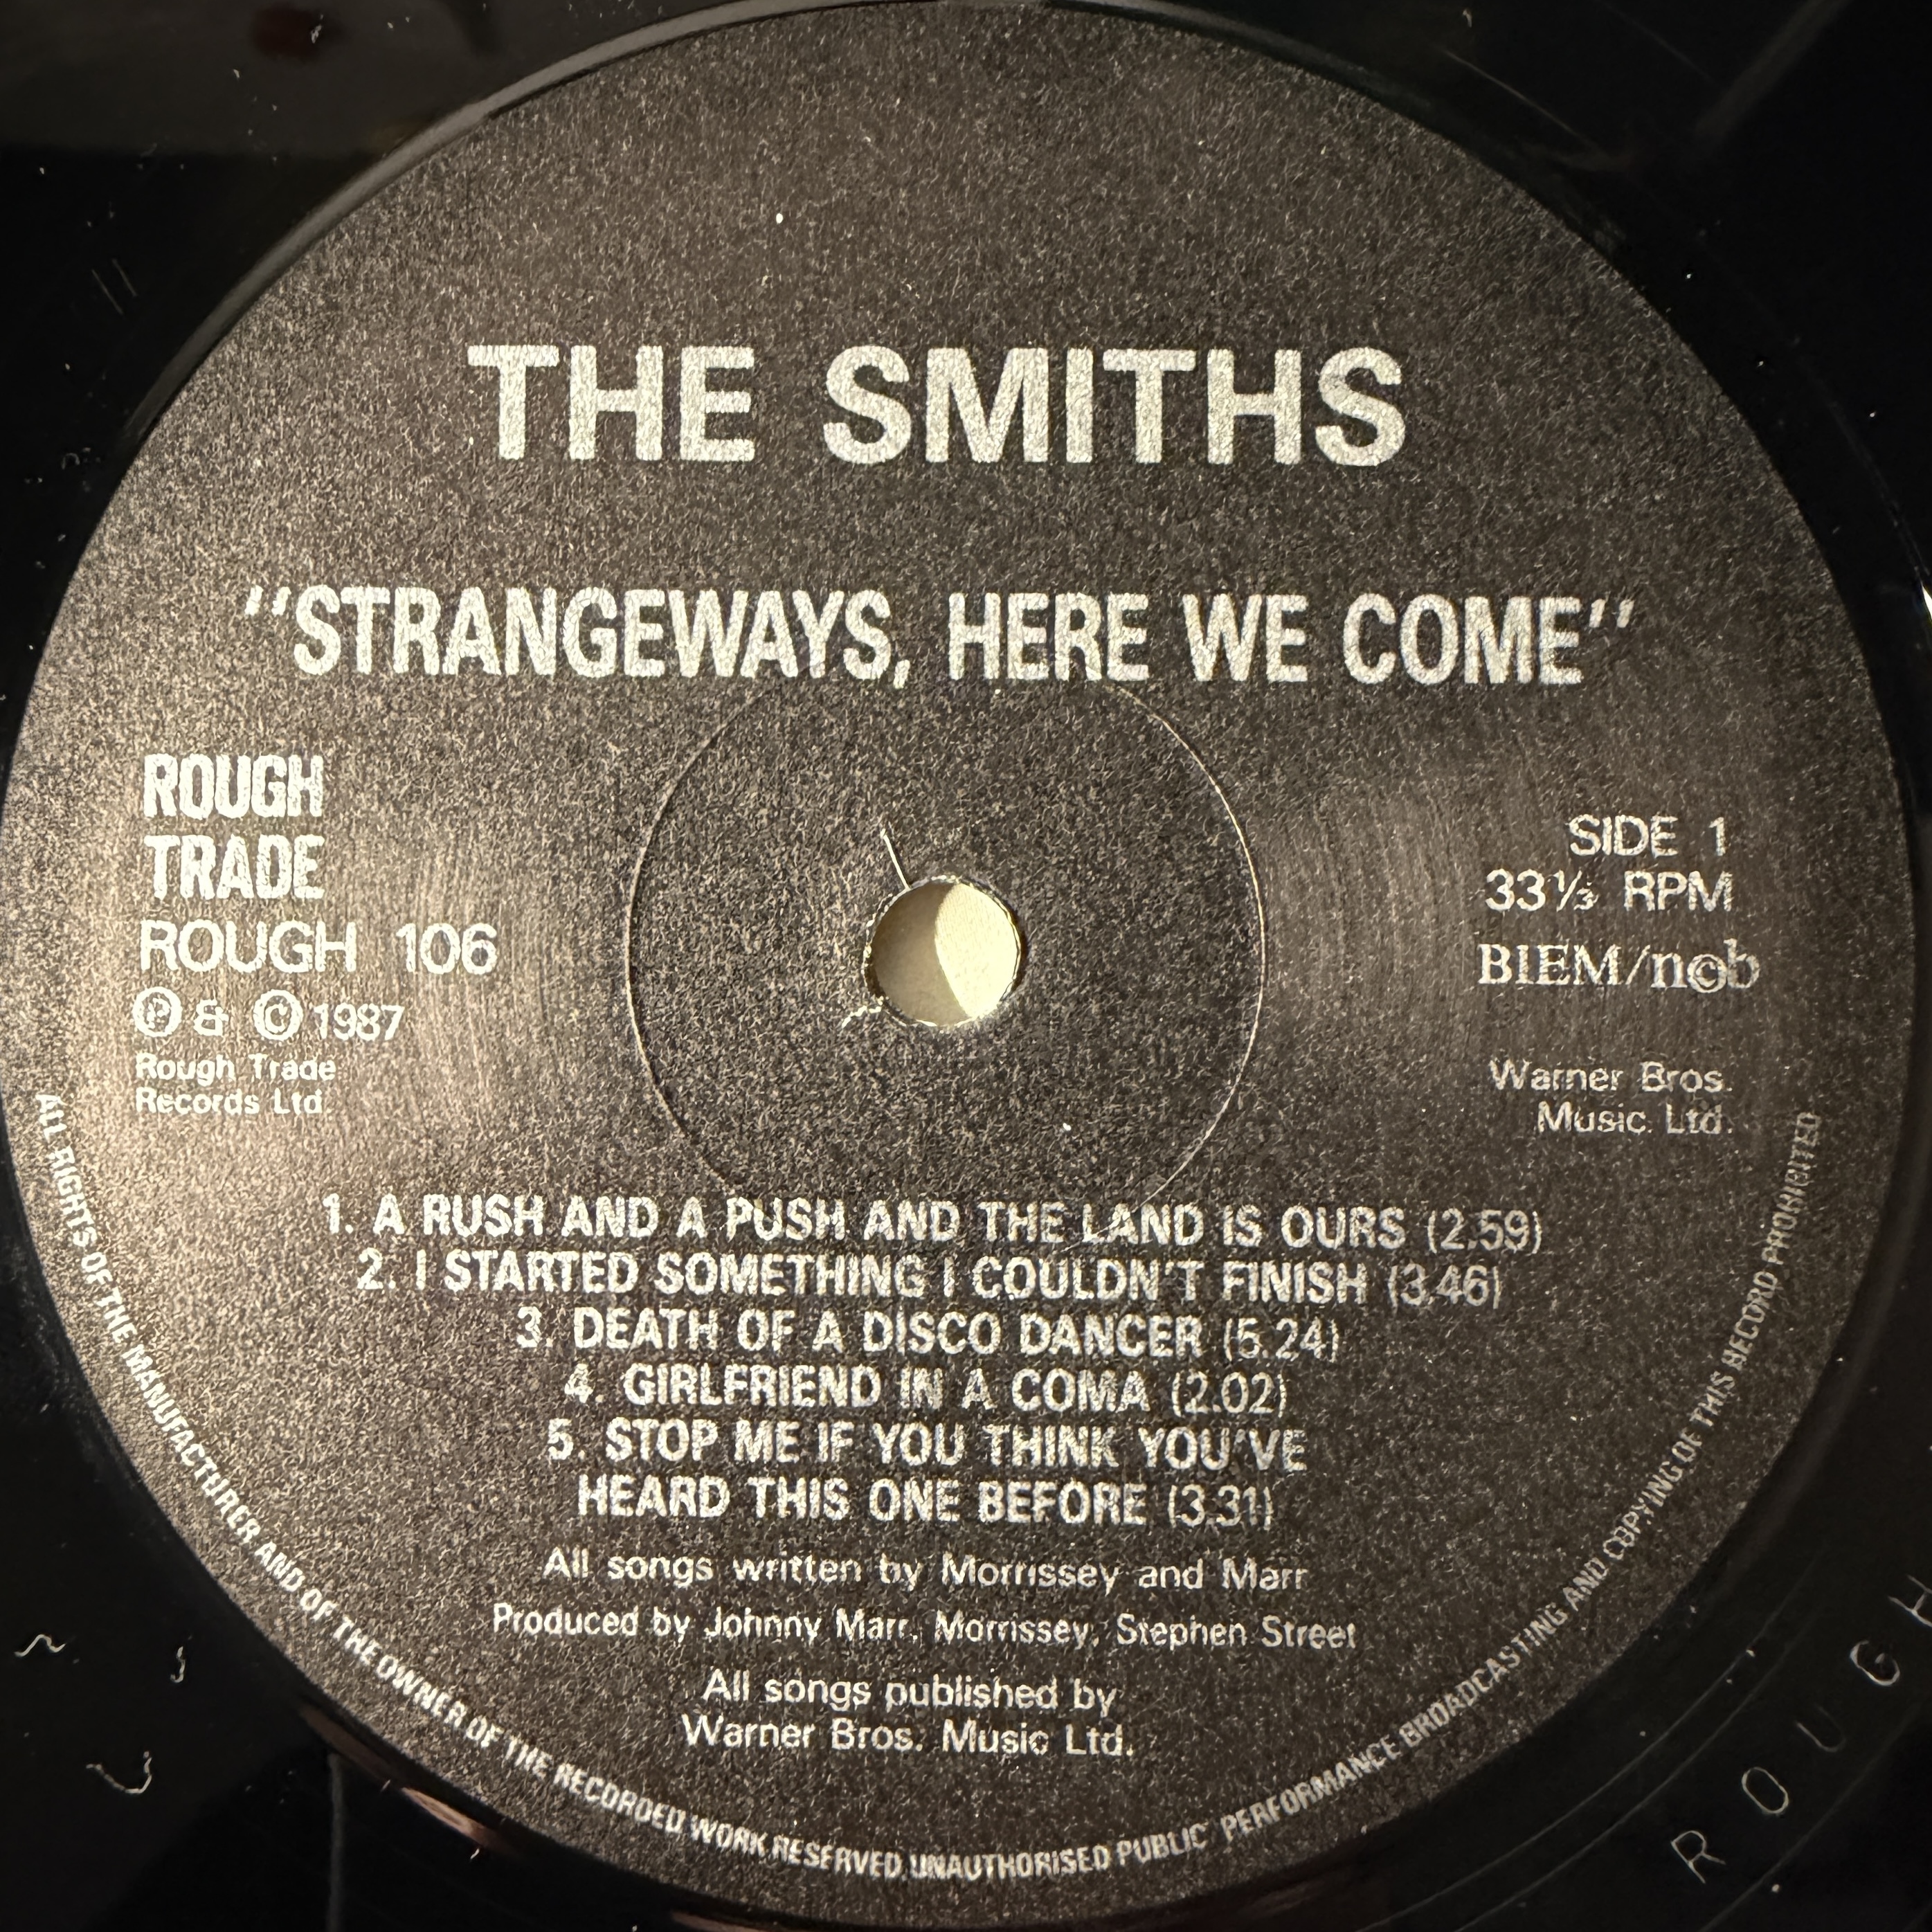 THE SMITHS
"STRANGEWAYS, HERE WE COME"
ROUGH
TRADE
ROUGH 106
℗ & © 1987
Rough Trade
Records Ltd
SIDE 1
33⅓ RPM
BIEM/n©b
Warner Bros.
Music Ltd.
1. A RUSH AND A PUSH AND THE LAND IS OURS (2.59)
2. I STARTED SOMETHING I COULDN'T FINISH (3.46)
3. DEATH OF A DISCO DANCER (5.24)
4. GIRLFRIEND IN A COMA (2.02)
5. STOP ME IF YOU THINK YOU'VE
HEARD THIS ONE BEFORE (3.31)
All songs written by Morrissey and Marr
Produced by Johnny Marr, Morrissey, Stephen Street
All songs published by
Warner Bros. Music Ltd.
ALL RIGHTS OF THE MANUFACTURER AND OF THE OWNER OF THE RECORDED WORK RESERVED UNAUTHORISED PUBLIC PERFORMANCE BROADCASTING AND COPYING OF THIS RECORD PROHIBITED
ROUGH